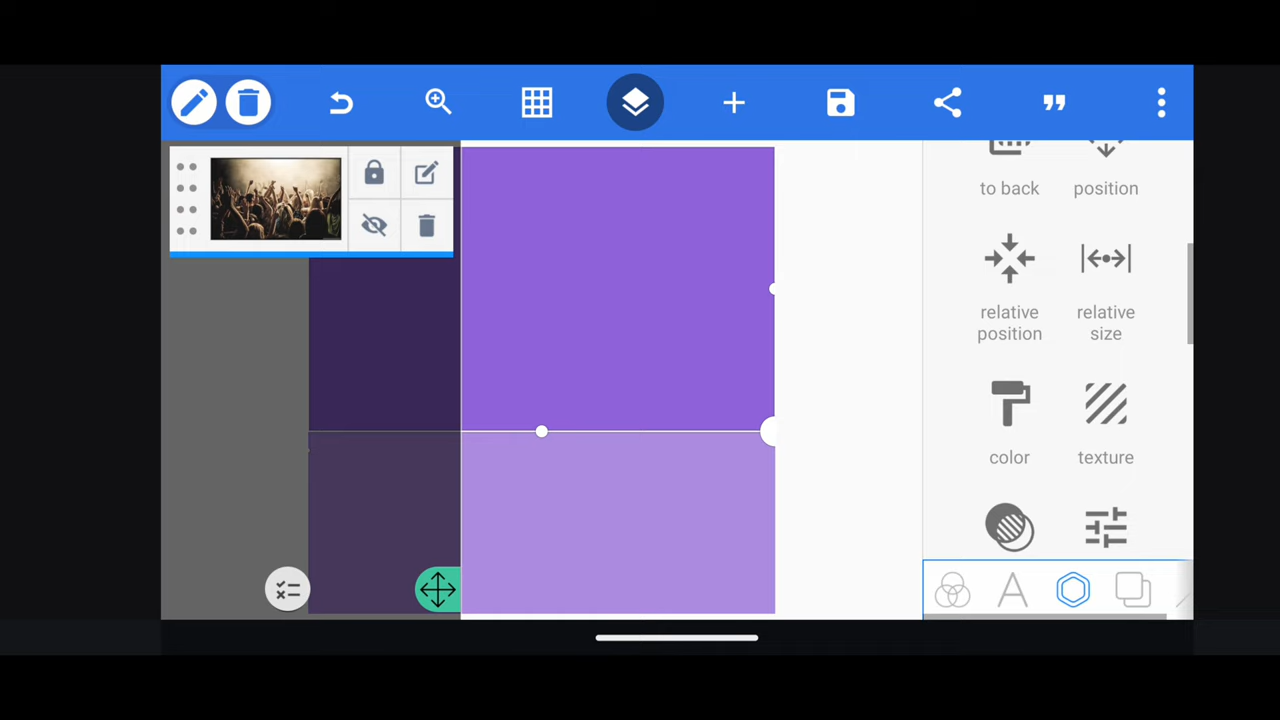 to back
position
relative
position
relative
size
color
texture